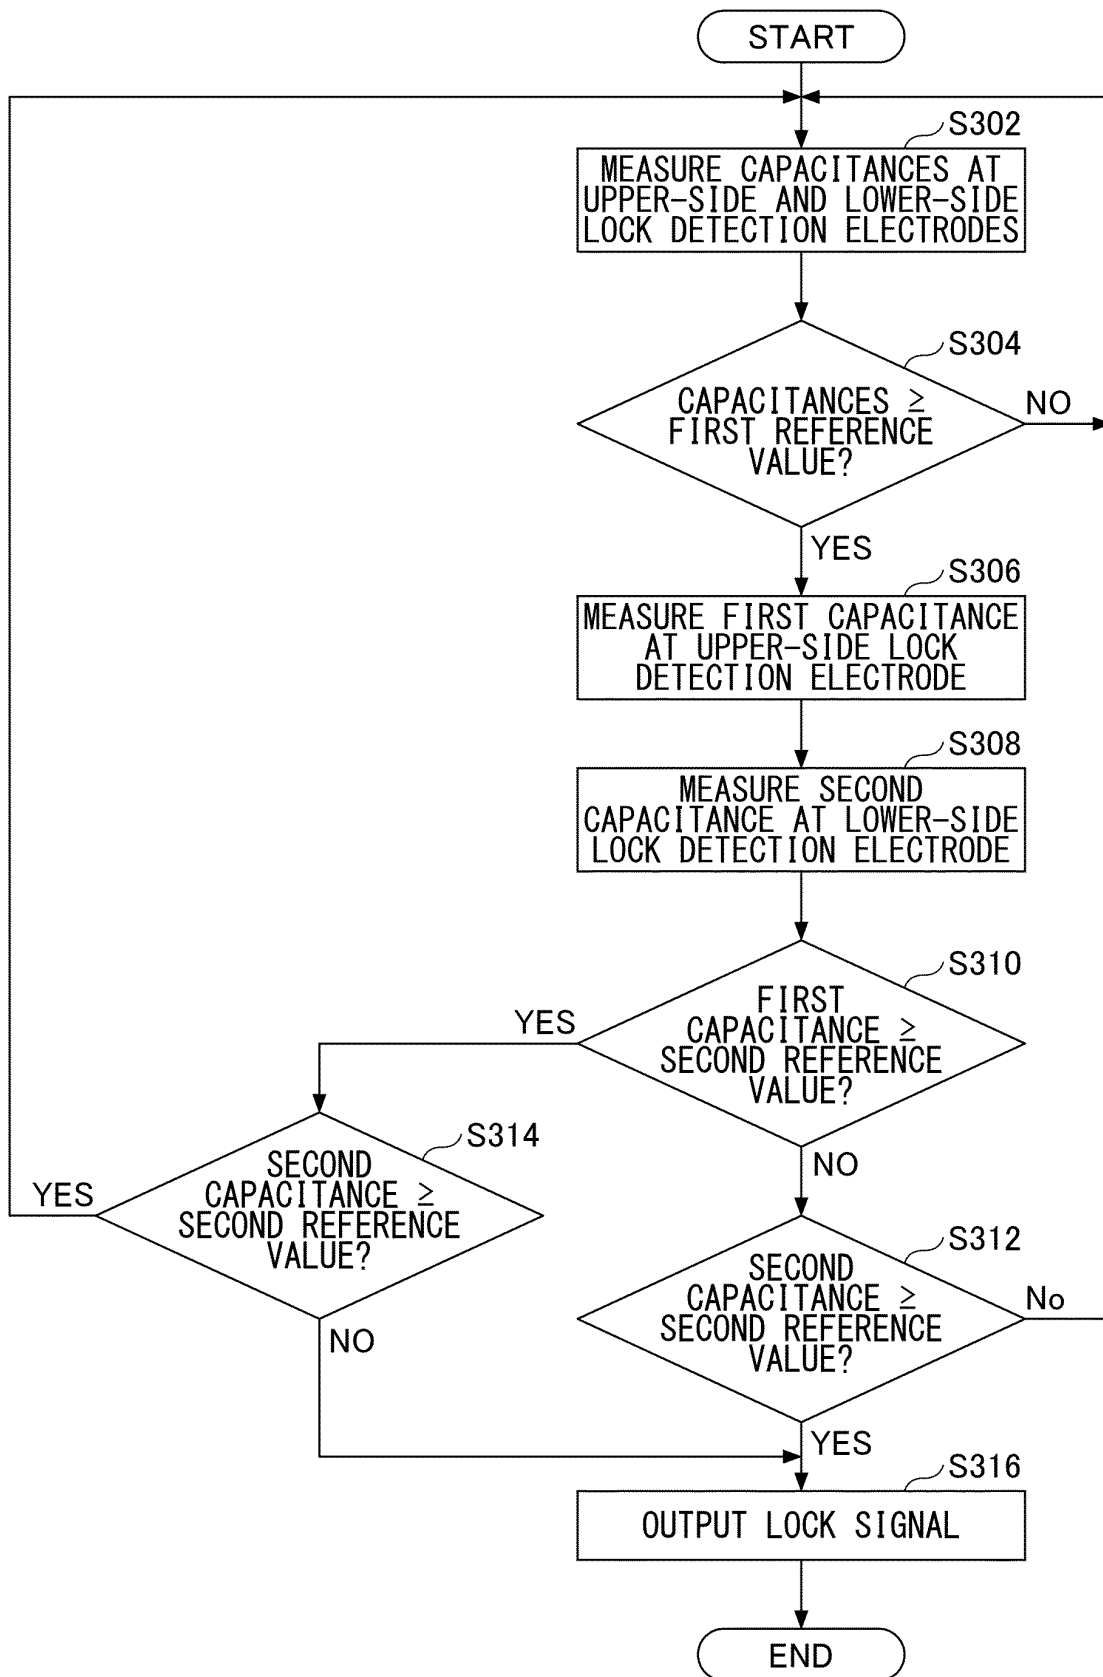 START
S302
MEASURE CAPACITANCES AT
UPPER-SIDE AND LOWER-SIDE
LOCK DETECTION ELECTRODES
S304
CAPACITANCES ≥
FIRST REFERENCE
VALUE?
NO
YES
S306
MEASURE FIRST CAPACITANCE
AT UPPER-SIDE LOCK
DETECTION ELECTRODE
S308
MEASURE SECOND
CAPACITANCE AT LOWER-SIDE
LOCK DETECTION ELECTRODE
S310
FIRST
CAPACITANCE ≥
SECOND REFERENCE
VALUE?
YES
NO
S314
SECOND
CAPACITANCE ≥
SECOND REFERENCE
VALUE?
YES
NO
S312
SECOND
CAPACITANCE ≥
SECOND REFERENCE
VALUE?
No
YES
S316
OUTPUT LOCK SIGNAL
END